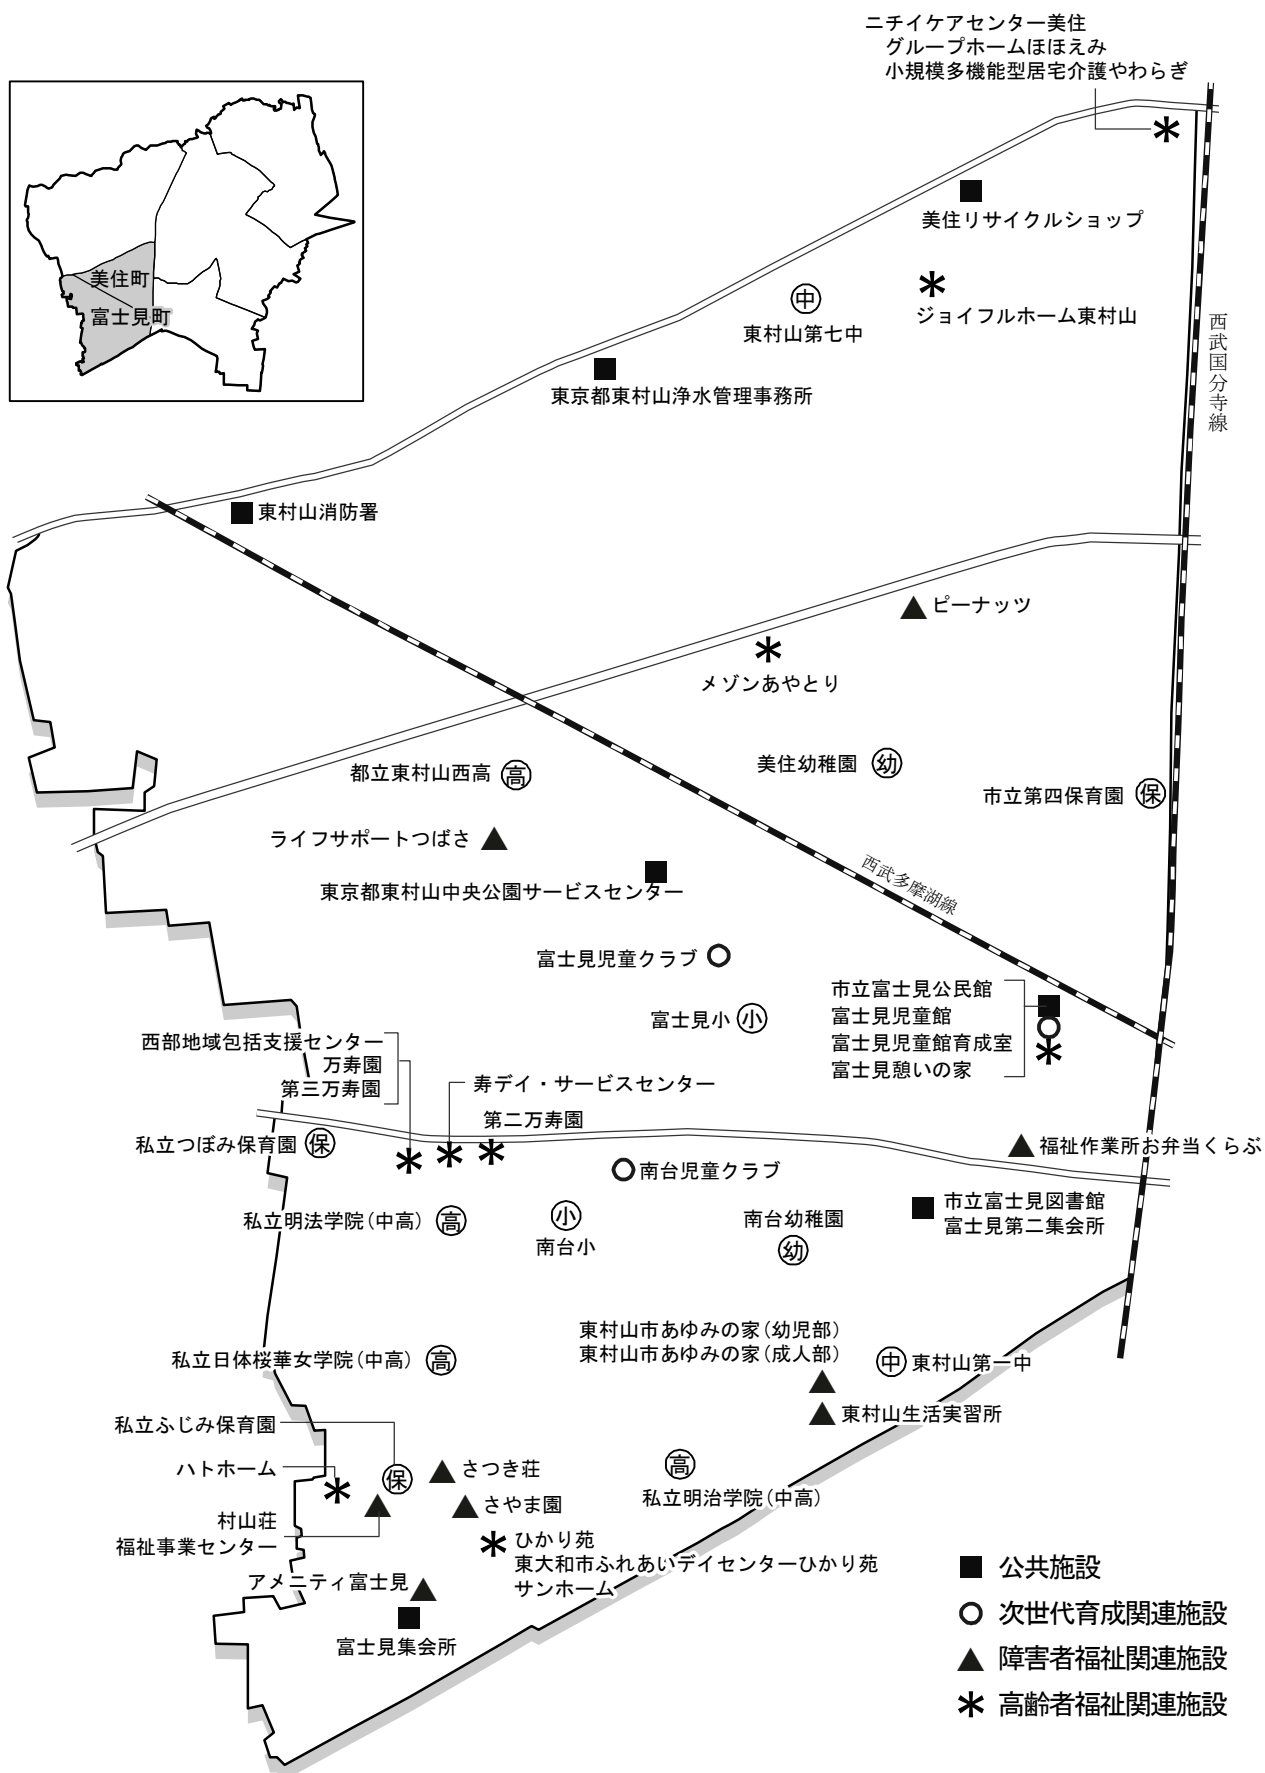 ニチイケアセンター美住
グループホームほほえみ
小規模多機能型居宅介護やわらぎ
美住町
富士見町
美住リサイクルショップ
ジョイフルホーム東村山
中
東村山第七中
西武国分寺線
東京都東村山浄水管理事務所
東村山消防署
ピーナッツ
メゾンあやとり
美住幼稚園 幼
都立東村山西高 高
市立第四保育園 保
ライフサポートつばさ
東京都東村山中央公園サービスセンター
西武多摩湖線
富士見児童クラブ
市立富士見公民館
富士見児童館
富士見児童館育成室
富士見憩いの家
富士見小 小
西部地域包括支援センター
万寿園
第三万寿園
寿デイ・サービスセンター
第二万寿園
私立つぼみ保育園 保
福祉作業所お弁当くらぶ
南台児童クラブ
私立明法学院(中高) 高
小
南台小
南台幼稚園
幼
市立富士見図書館
富士見第二集会所
東村山市あゆみの家(幼児部)
東村山市あゆみの家(成人部)
私立日体桜華女学院(中高) 高
中 東村山第一中
東村山生活実習所
私立ふじみ保育園
保
ハトホーム
さつき荘
高
私立明治学院(中高)
さやま園
村山荘
福祉事業センター
ひかり苑
東大和市ふれあいデイセンターひかり苑
サンホーム
アメニティ富士見
富士見集会所
■ 公共施設
○ 次世代育成関連施設
▲ 障害者福祉関連施設
＊ 高齢者福祉関連施設